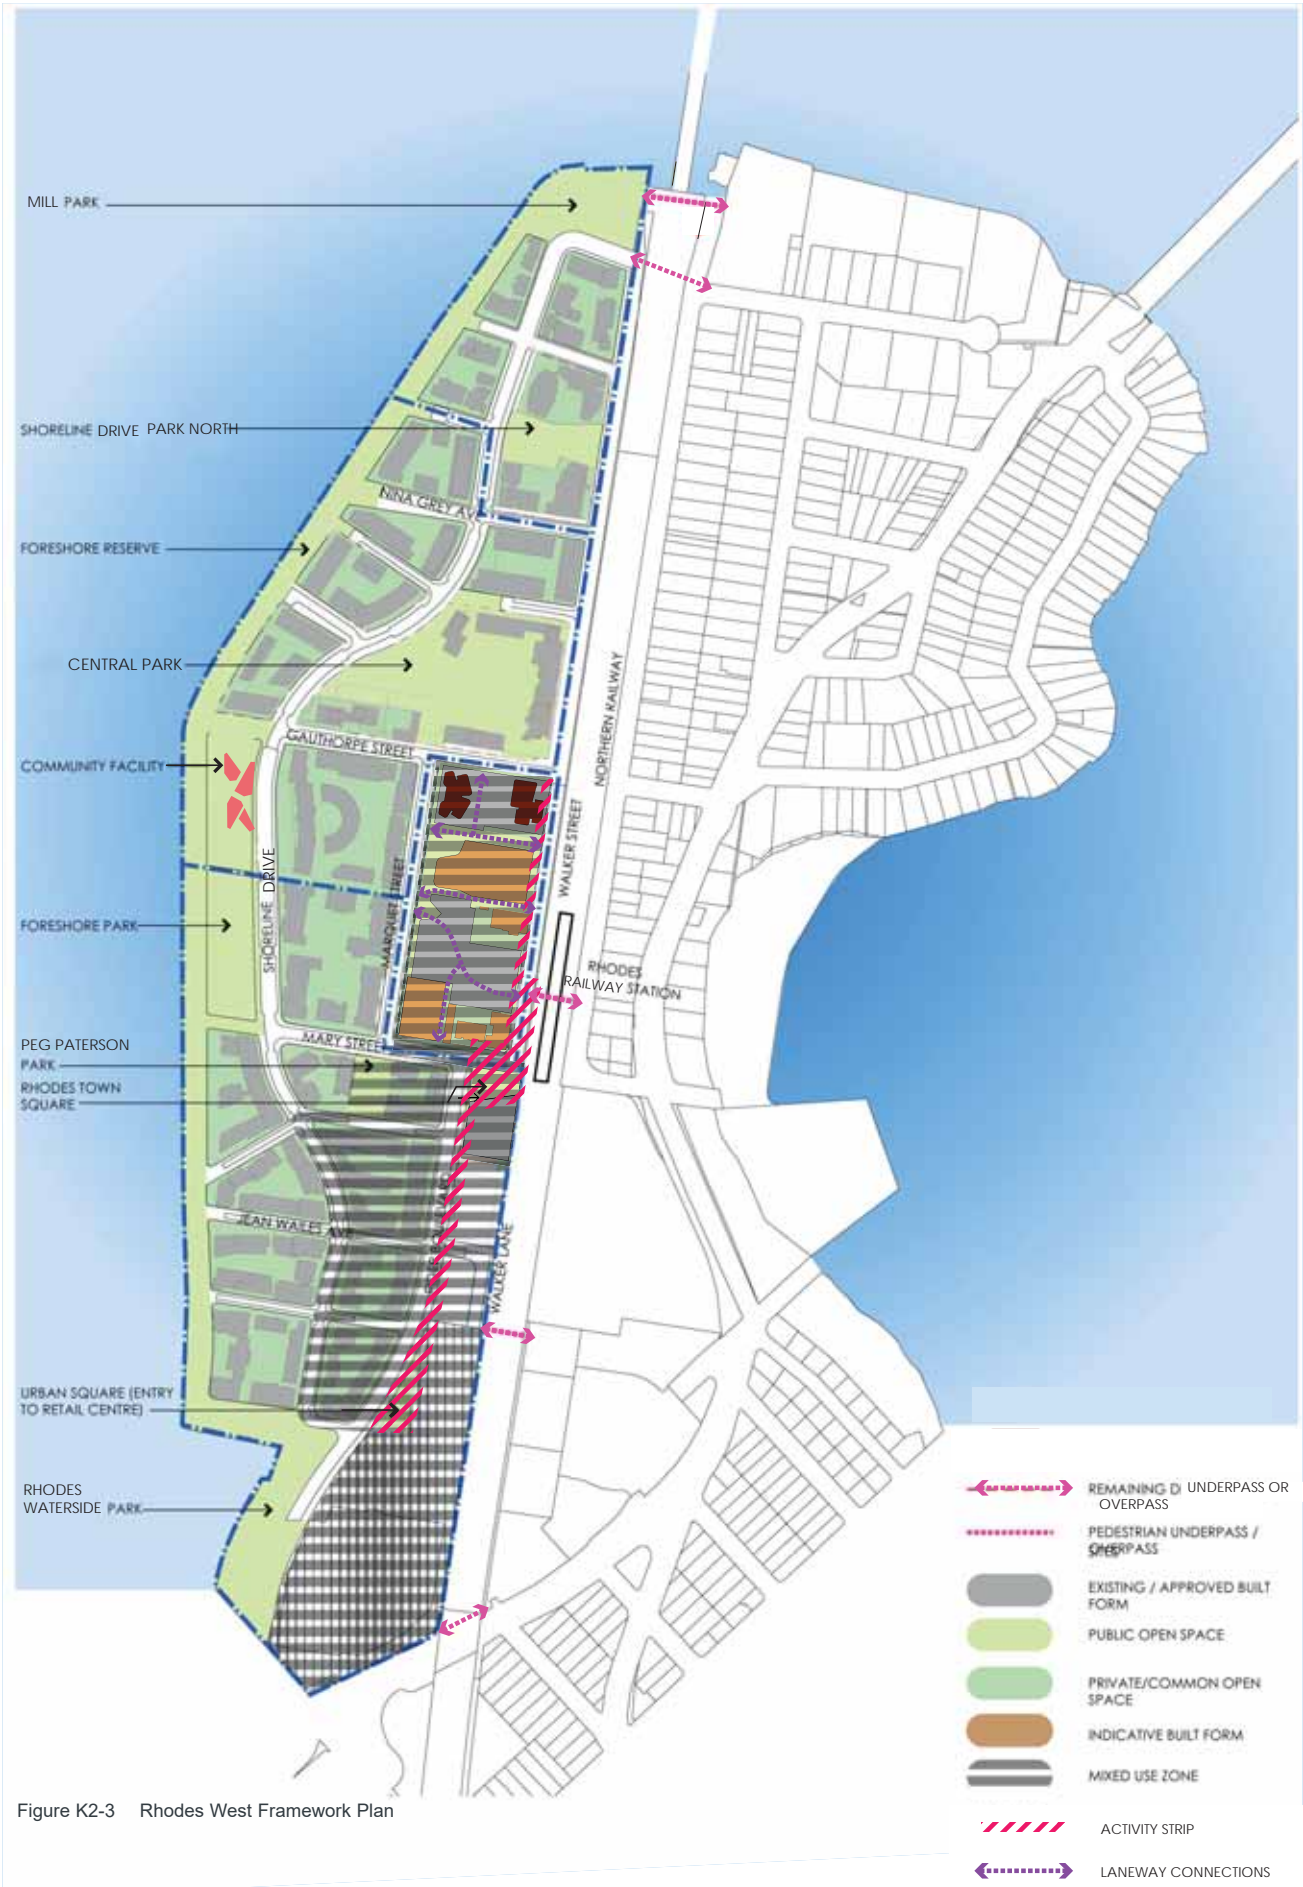 MILL PARK
SHORELINE DRIVE PARK NORTH
NINA GREY AV
FORESHORE RESERVE
CENTRAL PARK
NORTHERN RAILWAY
GAUTHORPE STREET
COMMUNITY FACILITY
WALKER STREET
SHORELINE DRIVE
MARQUET STREET
FORESHORE PARK
RHODES
RAILWAY STATION
MARY STREET
PEG PATERSON
PARK
RHODES TOWN
SQUARE
JEAN WAILES AVE
WALKER LANE
URBAN SQUARE (ENTRY
TO RETAIL CENTRE)
RHODES
WATERSIDE PARK
REMAINING D UNDERPASS OR
OVERPASS
PEDESTRIAN UNDERPASS /
OVERPASS
EXISTING / APPROVED BUILT
FORM
PUBLIC OPEN SPACE
PRIVATE/COMMON OPEN
SPACE
INDICATIVE BUILT FORM
MIXED USE ZONE
ACTIVITY STRIP
LANEWAY CONNECTIONS
Figure K2-3 Rhodes West Framework Plan